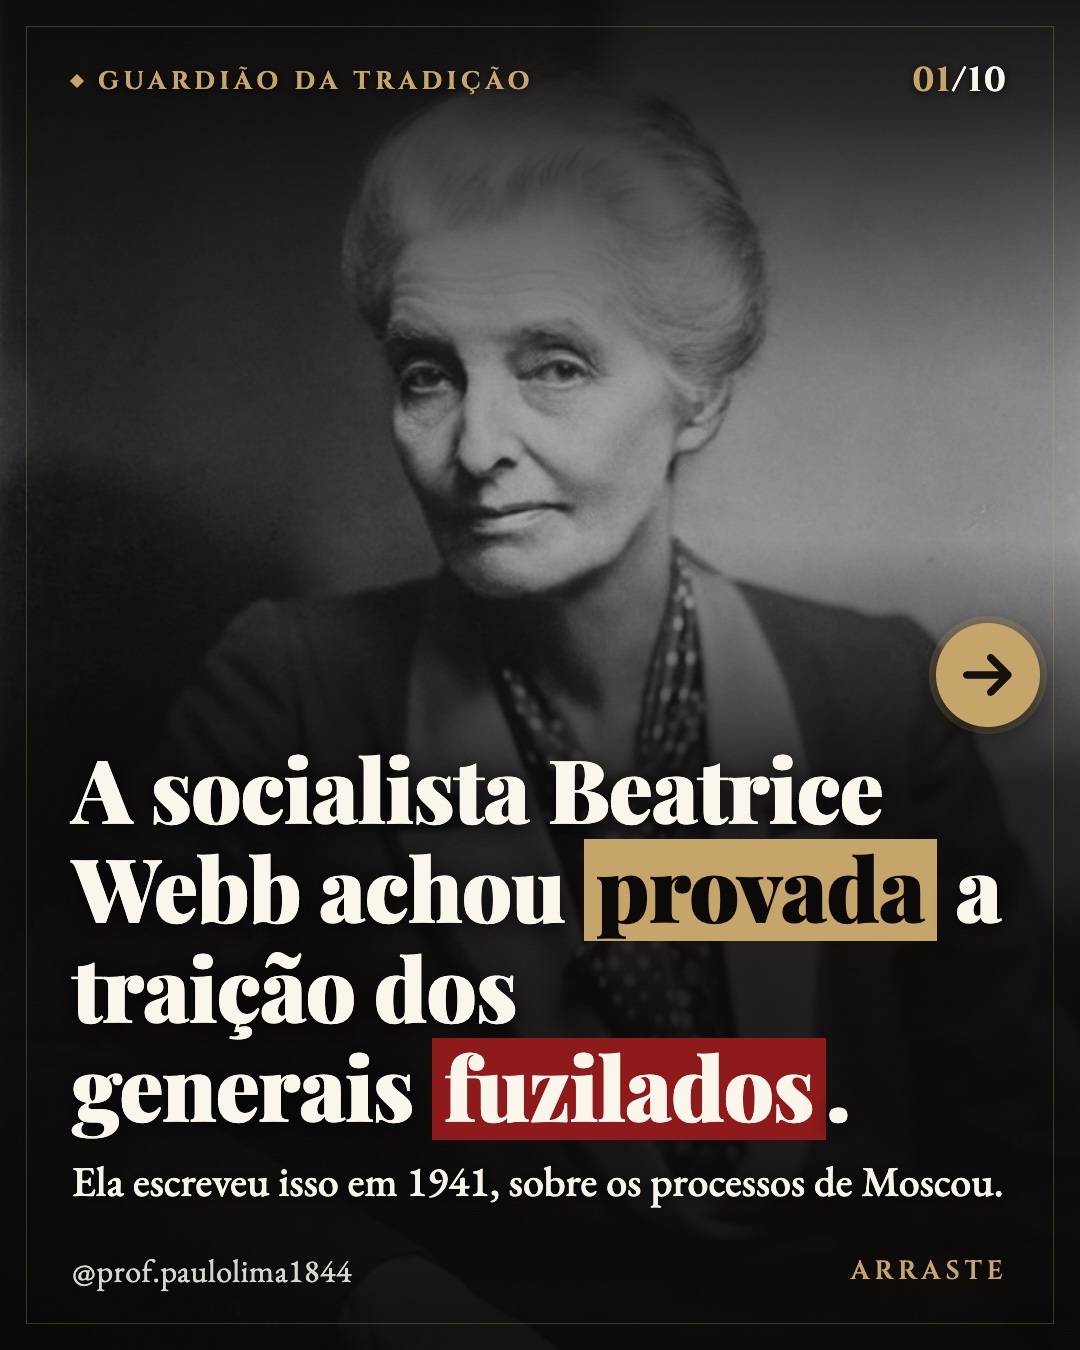 ◆ GUARDIÃO DA TRADIÇÃO
01/10
A socialista Beatrice
Webb achou provada a
traição dos
generais fuzilados.
Ela escreveu isso em 1941, sobre os processos de Moscou.
@prof.paulolima1844
ARRASTE